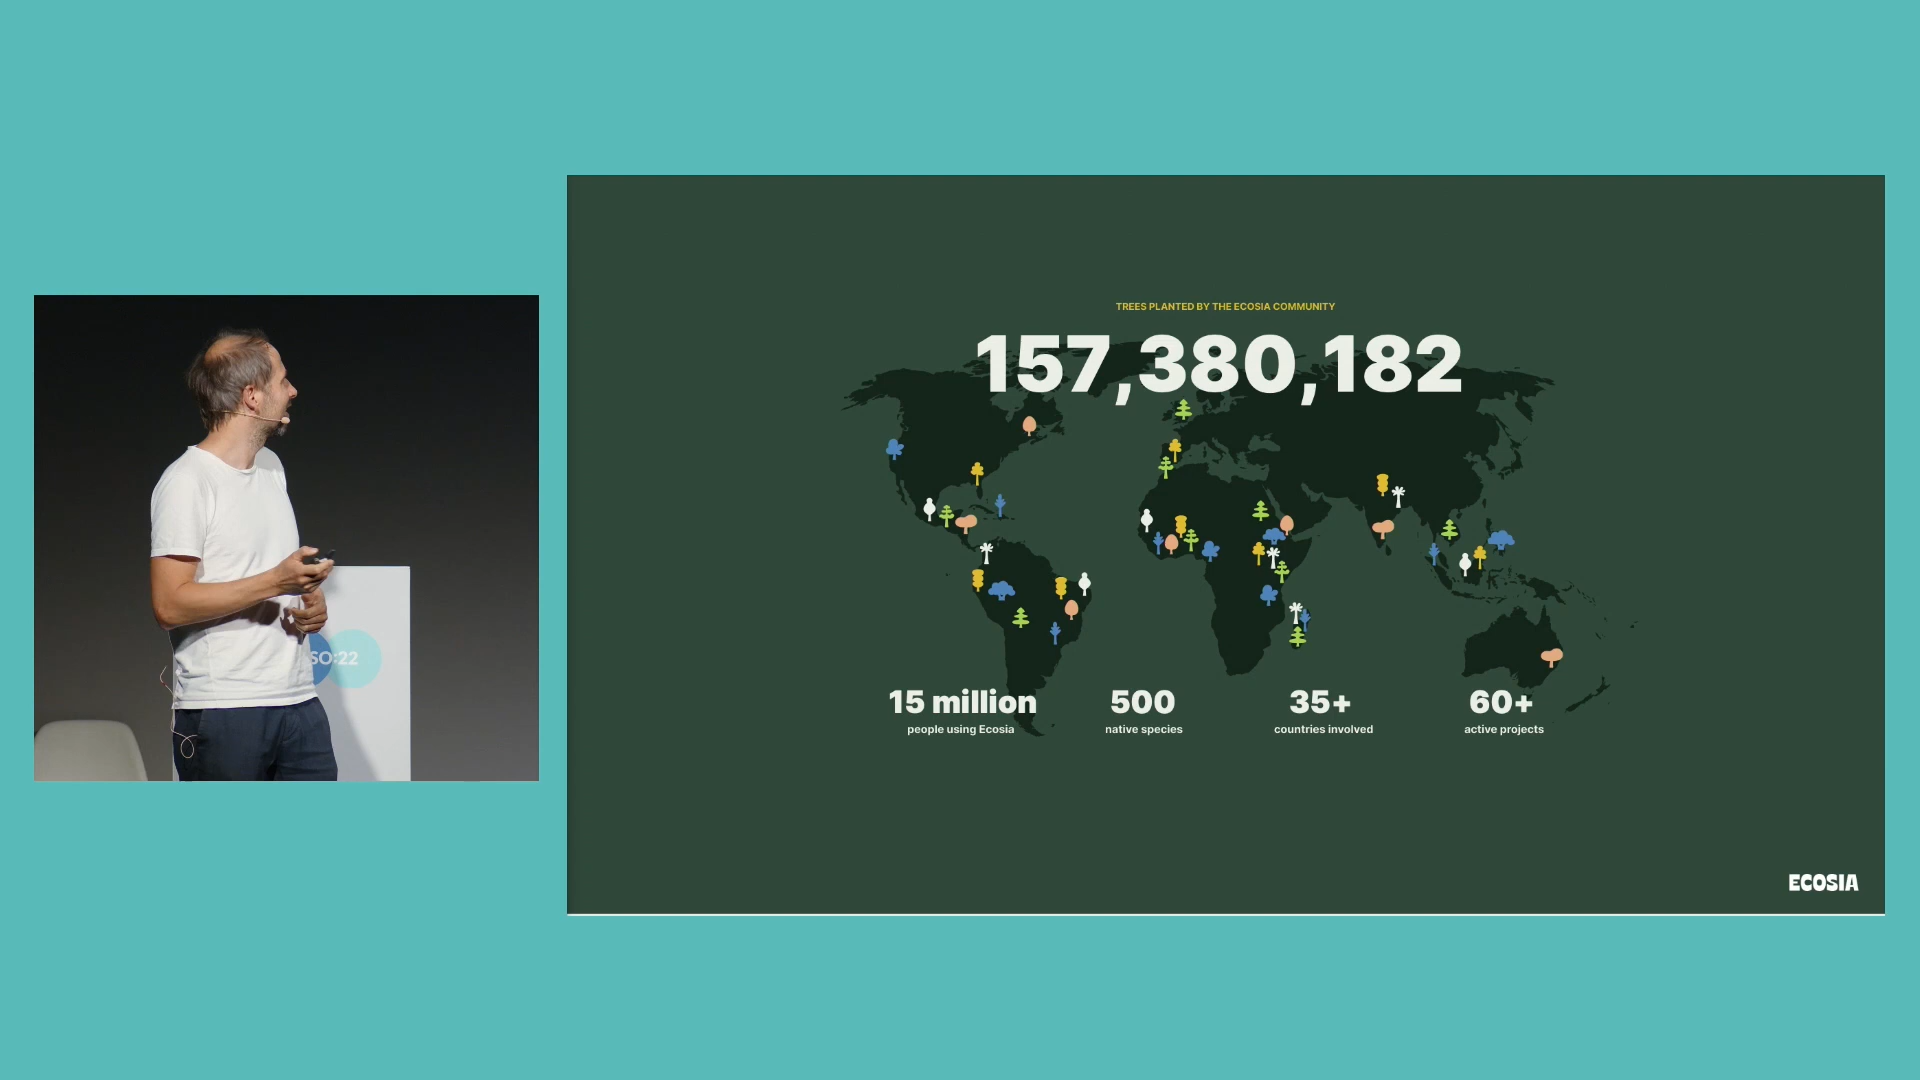 TREES PLANTED BY THE ECOSIA COMMUNITY
157,380,182
15 million
people using Ecosia
500
native species
35+
countries involved
60+
active projects
ECOSIA
SO:22